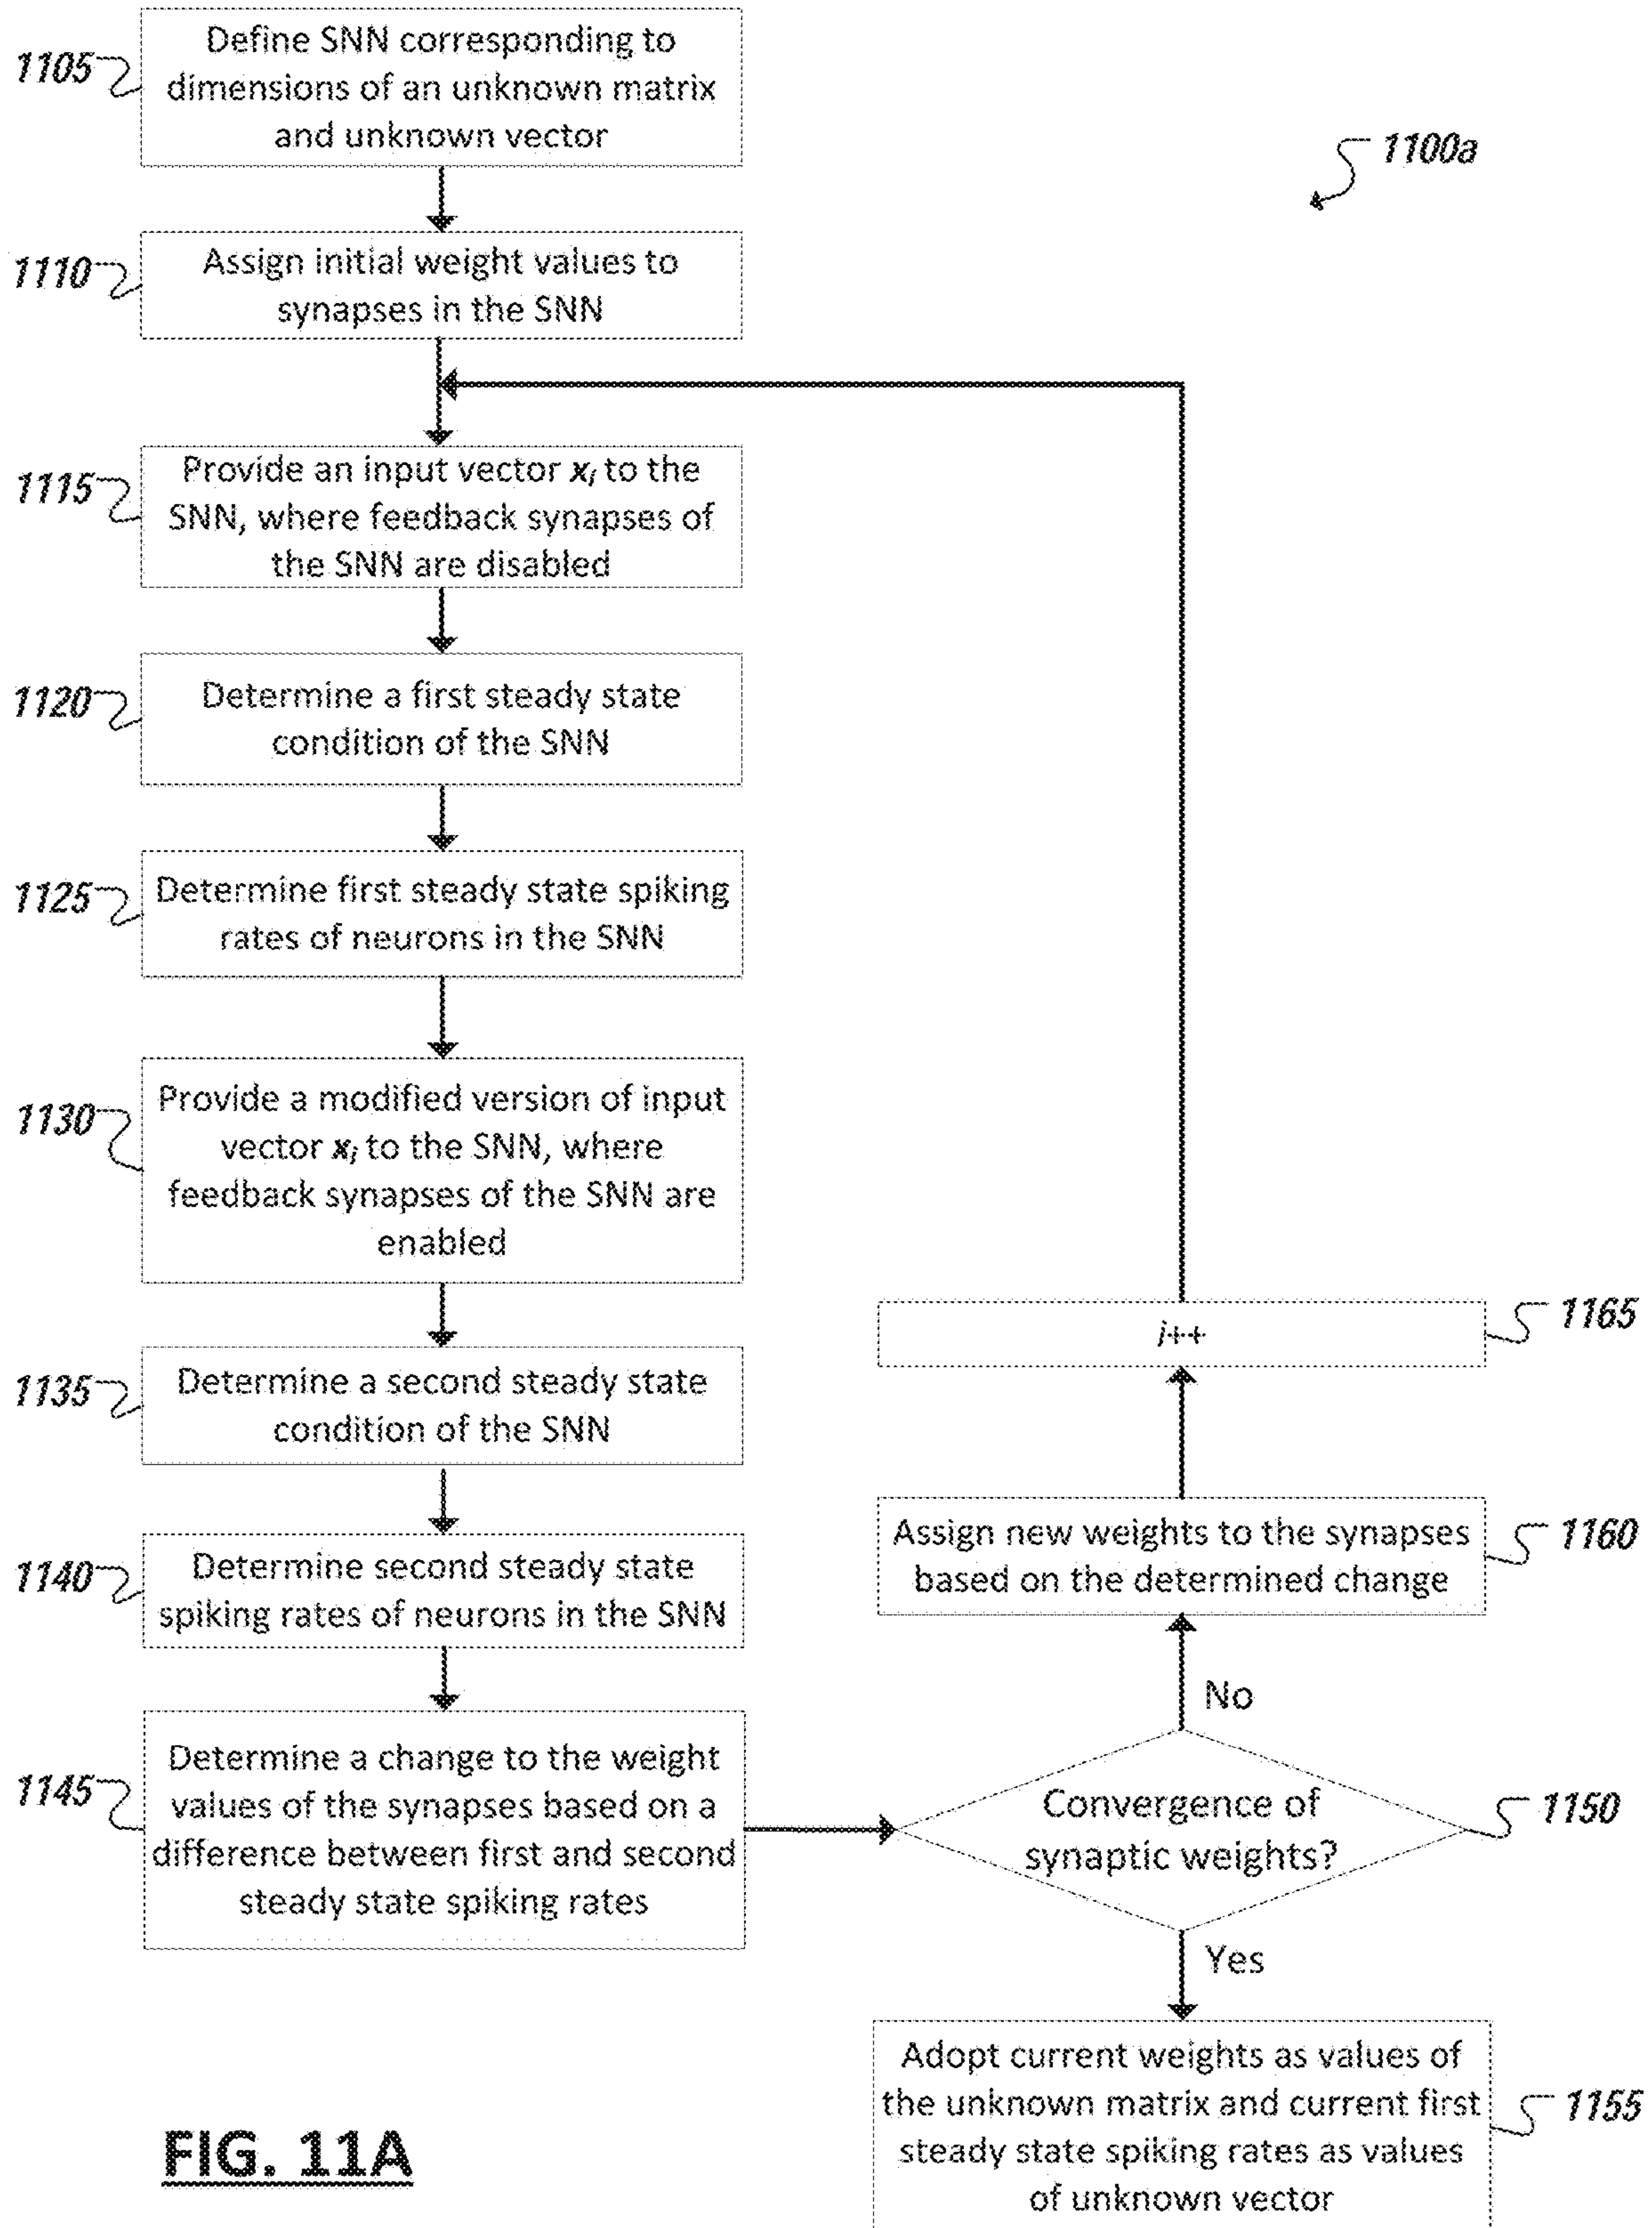 1105
Define SNN corresponding to
dimensions of an unknown matrix
and unknown vector
1100a
1110
Assign initial weight values to
synapses in the SNN
1115
Provide an input vector xᵢ to the
SNN, where feedback synapses of
the SNN are disabled
1120
Determine a first steady state
condition of the SNN
1125
Determine first steady state spiking
rates of neurons in the SNN
1130
Provide a modified version of input
vector xᵢ to the SNN, where
feedback synapses of the SNN are
enabled
1135
Determine a second steady state
condition of the SNN
1140
Determine second steady state
spiking rates of neurons in the SNN
1145
Determine a change to the weight
values of the synapses based on a
difference between first and second
steady state spiking rates
1165
i++
1160
Assign new weights to the synapses
based on the determined change
No
1150
Convergence of
synaptic weights?
Yes
1155
Adopt current weights as values of
the unknown matrix and current first
steady state spiking rates as values
of unknown vector
FIG. 11A